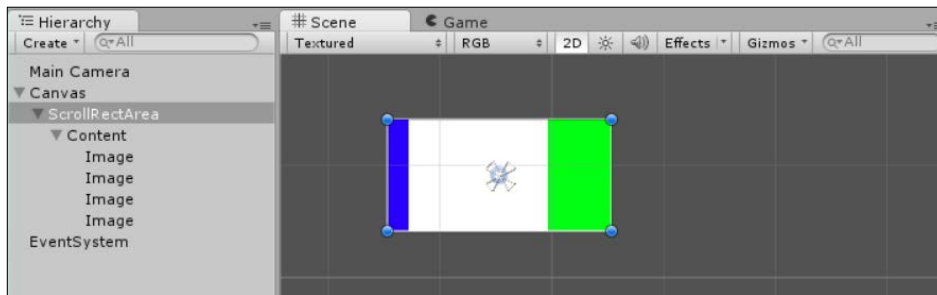 Hierarchy
Create
All
Main Camera
Canvas
ScrollRectArea
Content
Image
Image
Image
Image
EventSystem
Scene
Game
Textured
RGB
2D
Effects
Gizmos
All